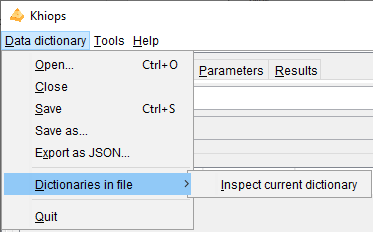 Khiops
Data dictionary Tools Help
Open... Ctrl+O
Parameters Results
Close
Save Ctrl+S
Save as...
Export as JSON...
Dictionaries in file
Inspect current dictionary
Quit